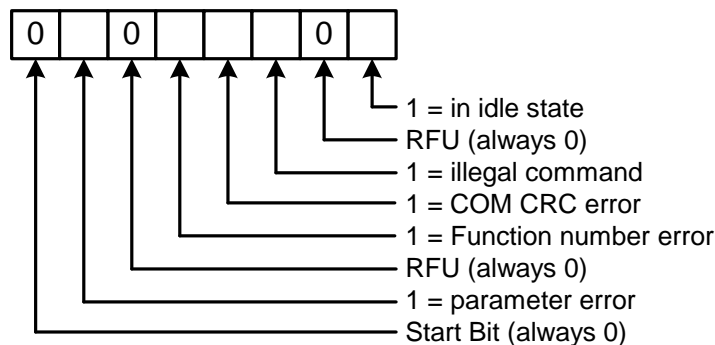 0 0 0
1 = in idle state
RFU (always 0)
1 = illegal command
1 = COM CRC error
1 = Function number error
RFU (always 0)
1 = parameter error
Start Bit (always 0)